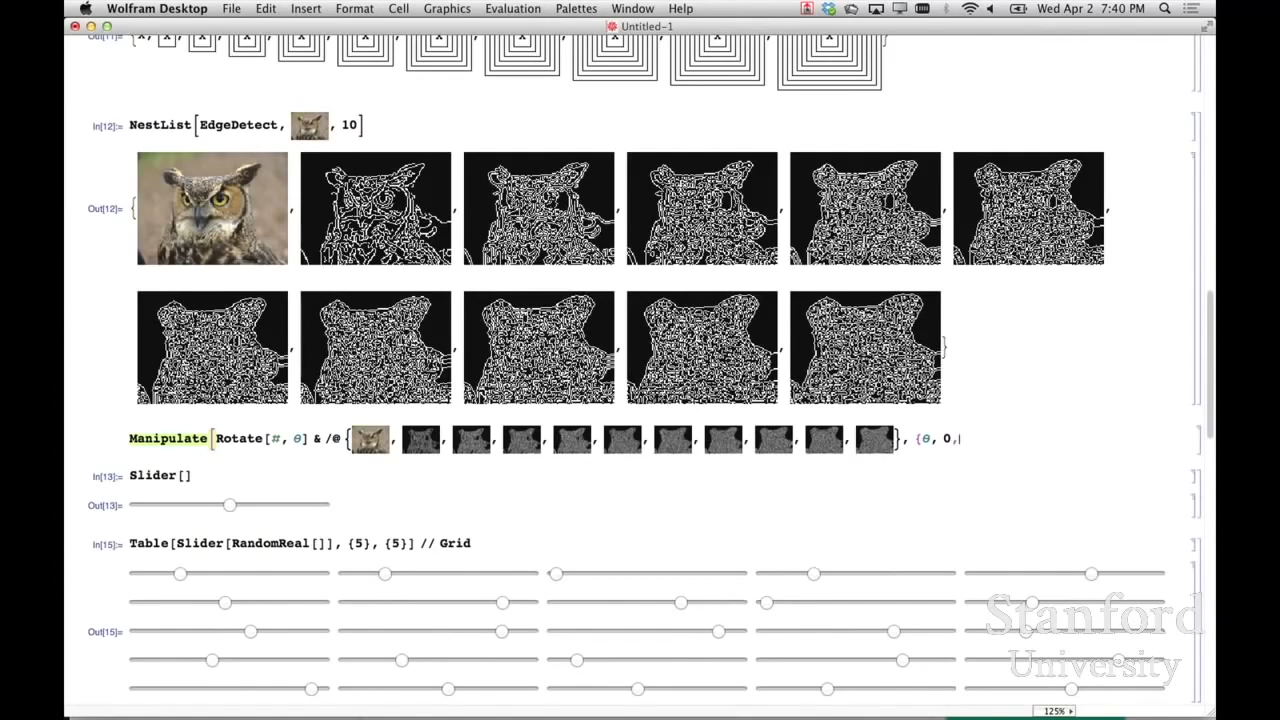 Wolfram Desktop File Edit Insert Format Cell Graphics Evaluation Palettes Window Help Wed Apr 2 7:40 PM
Untitled-1
Out[11]= {x, x, x, x, x, x, x, x, x, x, x}
In[12]:= NestList[EdgeDetect, , 10]
Out[12]= { , , , , , ,
, , , , }
Manipulate[Rotate[#, θ] & /@ { , , , , , , , , , , }, {θ, 0,
In[13]:= Slider[]
Out[13]=
In[15]:= Table[Slider[RandomReal[]], {5}, {5}] // Grid
Out[15]=
Stanford
University
125%